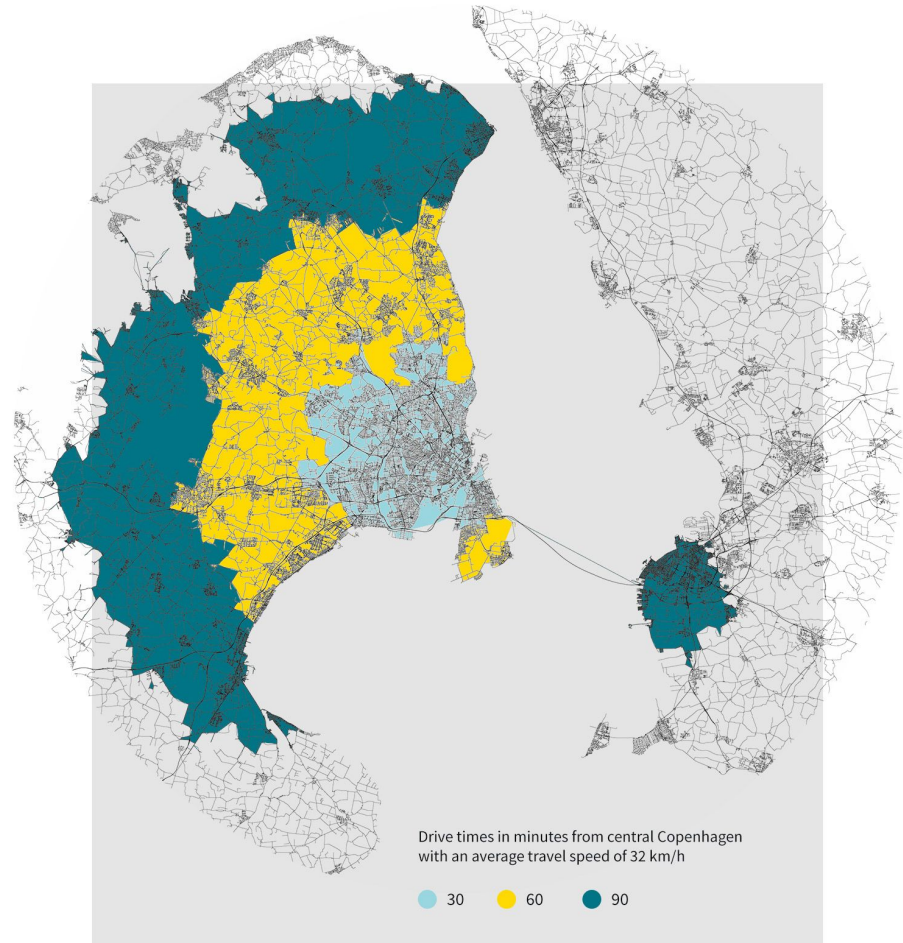 Drive times in minutes from central Copenhagen
with an average travel speed of 32 km/h
30 60 90